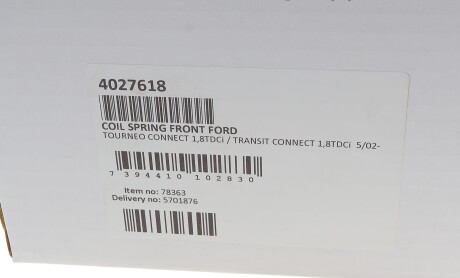 4027618
COIL SPRING FRONT FORD
TOURNEO CONNECT 1,8TDCi / TRANSIT CONNECT 1,8TDCi 5/02-
7 394410 102830
Item no: 78363
Delivery no: 5701876